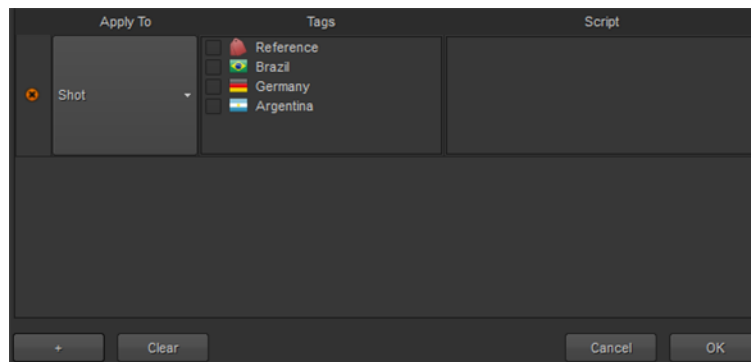 Apply To Tags Script
Reference
Brazil
Shot Germany
Argentina
+ Clear Cancel OK